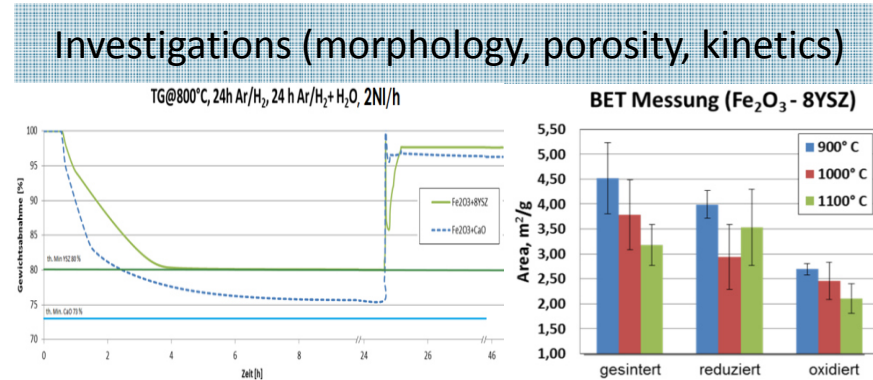 Investigations (morphology, porosity, kinetics)
TG@800°C, 24h Ar/H₂, 24 h Ar/H₂+ H₂O, 2Nl/h
Gewichtsabnahme [%]
100
95
90
85
80
75
70
Fe2O3+8YSZ
Fe2O3+CaO
th. Min YSZ 80 %
th. Min. CaO 73 %
0
2
4
6
8
24
26
46
Zeit [h]
BET Messung (Fe₂O₃ - 8YSZ)
Area, m²/g
5,50
5,00
4,50
4,00
3,50
3,00
2,50
2,00
1,50
1,00
900° C
1000° C
1100° C
gesintert
reduziert
oxidiert